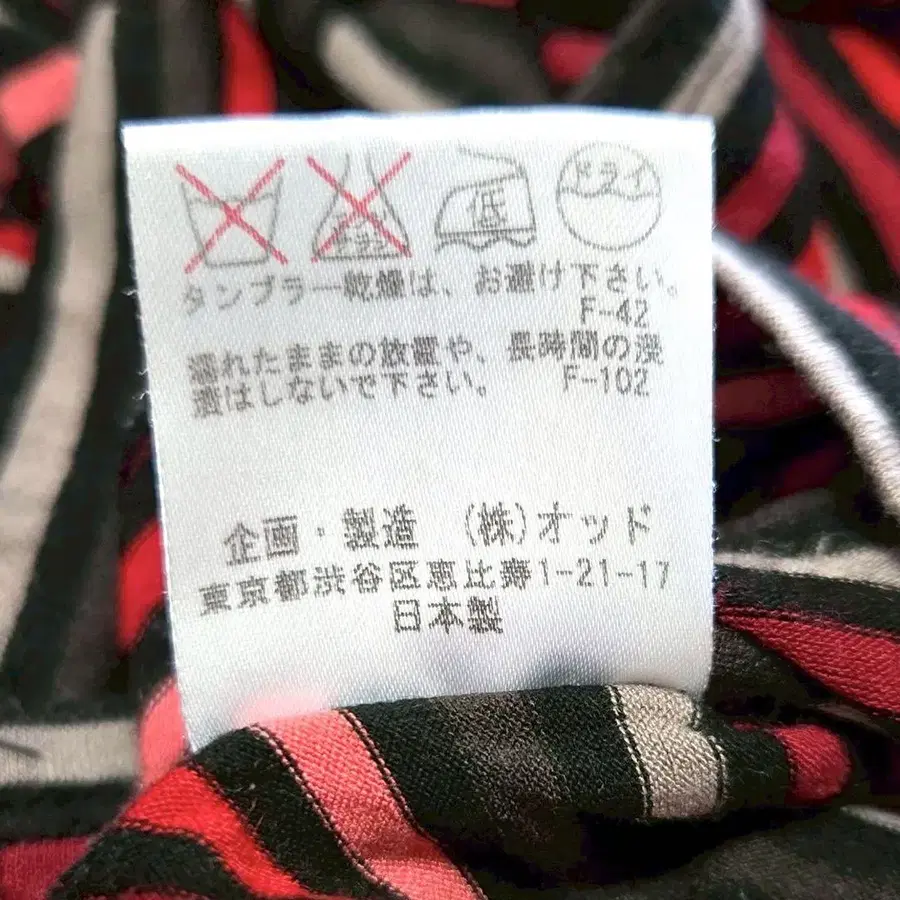 低 ドライ
タンブラー乾燥は、お避け下さい。
F-42
濡れたままの放置や、長時間の浸
漬はしないで下さい。 F-102
企画・製造 (株)オッド
東京都渋谷区恵比寿1-21-17
日本製